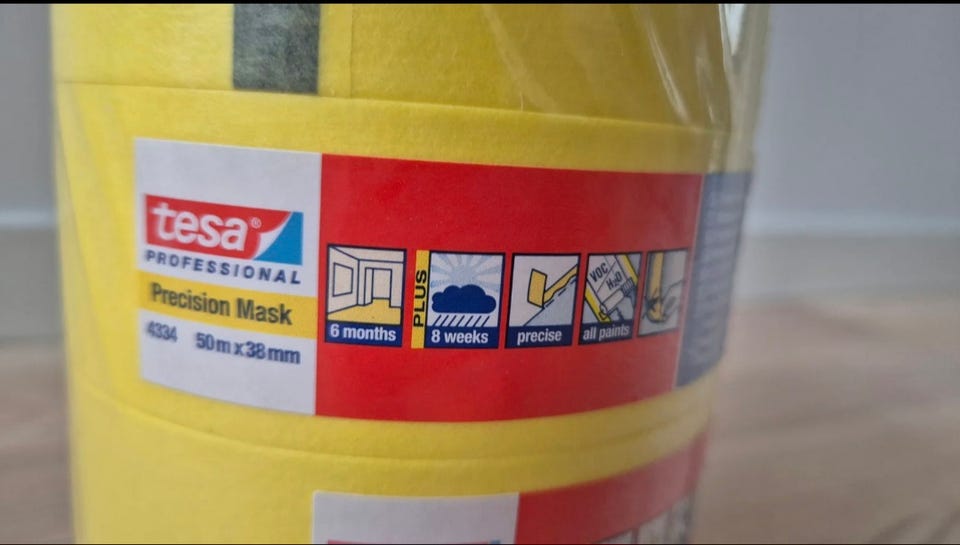 tesa®
PROFESSIONAL
Precision Mask
4334 50m x 38mm
6 months
PLUS
8 weeks
precise
VOC
H₂O
all paints